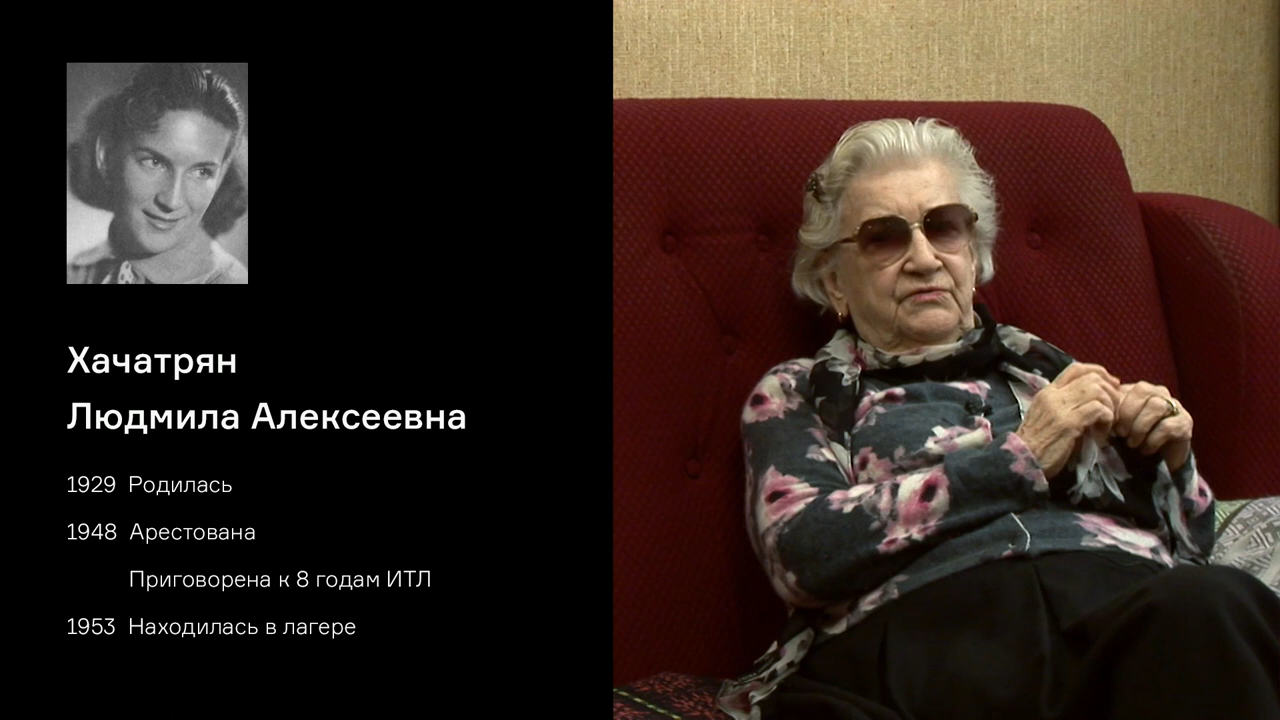 Хачатрян
Людмила Алексеевна
1929 Родилась
1948 Арестована
Приговорена к 8 годам ИТЛ
1953 Находилась в лагере